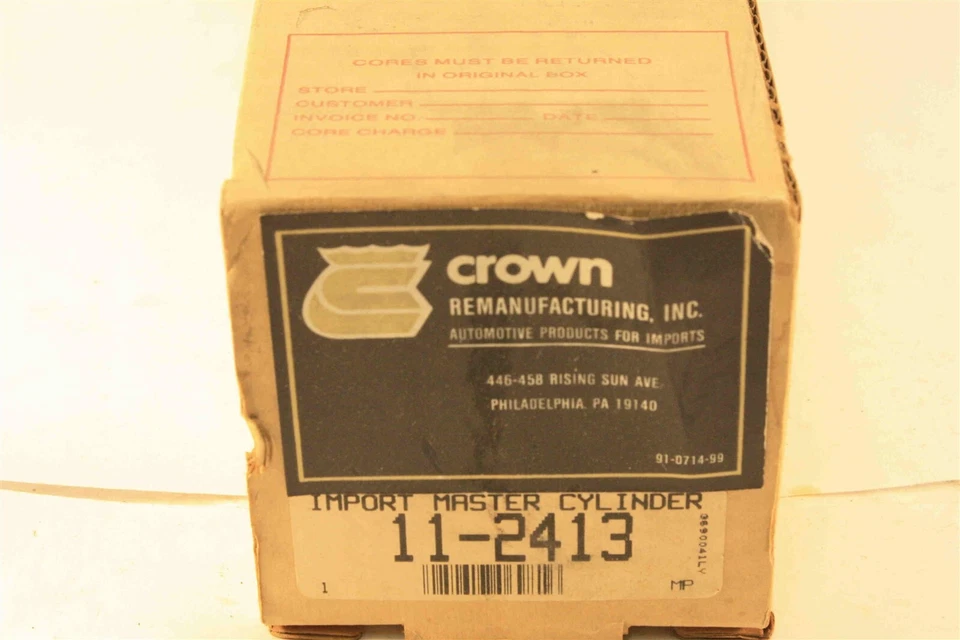 CORES MUST BE RETURNED
IN ORIGINAL BOX
STORE
CUSTOMER
INVOICE NO. DATE
CORE CHARGE
crown
REMANUFACTURING, INC.
AUTOMOTIVE PRODUCTS FOR IMPORTS
446-458 RISING SUN AVE.
PHILADELPHIA, PA 19140
91-0714-99
IMPORT MASTER CYLINDER
11-2413
1
MP